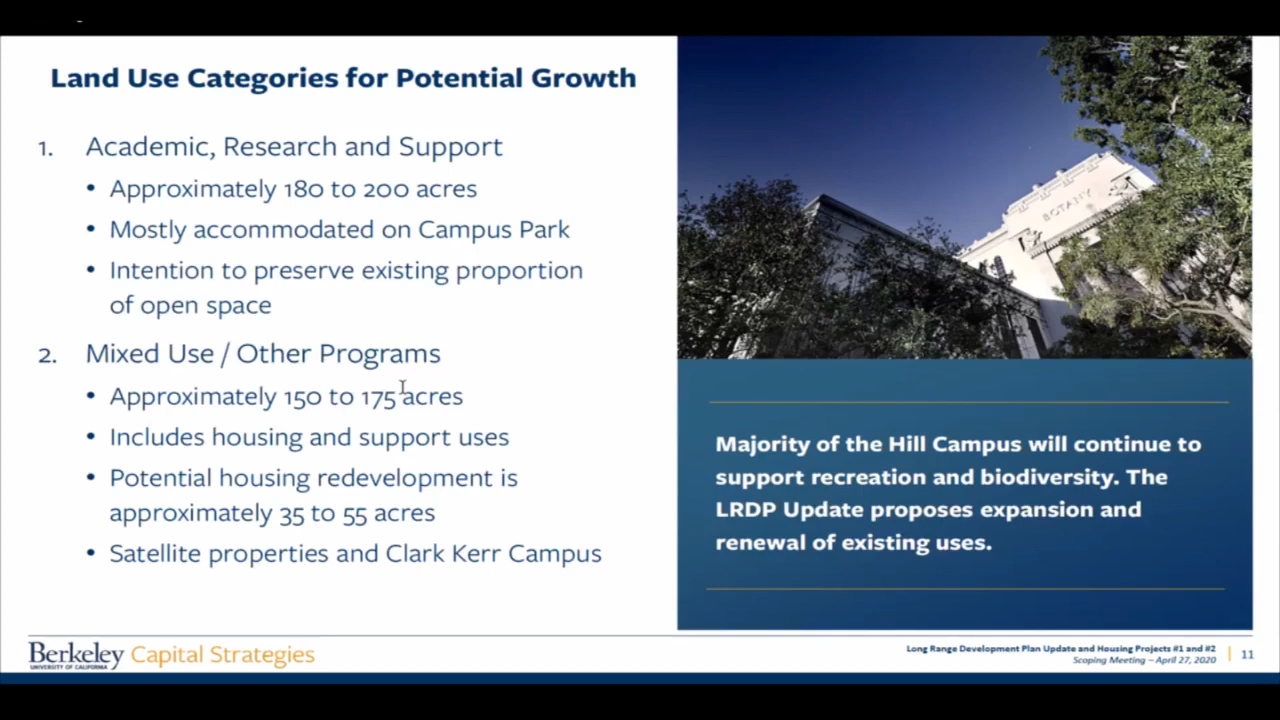 Land Use Categories for Potential Growth
1. Academic, Research and Support
• Approximately 180 to 200 acres
• Mostly accommodated on Campus Park
• Intention to preserve existing proportion
of open space
2. Mixed Use / Other Programs
• Approximately 150 to 175 acres
• Includes housing and support uses
• Potential housing redevelopment is
approximately 35 to 55 acres
• Satellite properties and Clark Kerr Campus
BOTANY
Majority of the Hill Campus will continue to
support recreation and biodiversity. The
LRDP Update proposes expansion and
renewal of existing uses.
Berkeley Capital Strategies
UNIVERSITY OF CALIFORNIA
Long Range Development Plan Update and Housing Projects #1 and #2
Scoping Meeting – April 27, 2020
11